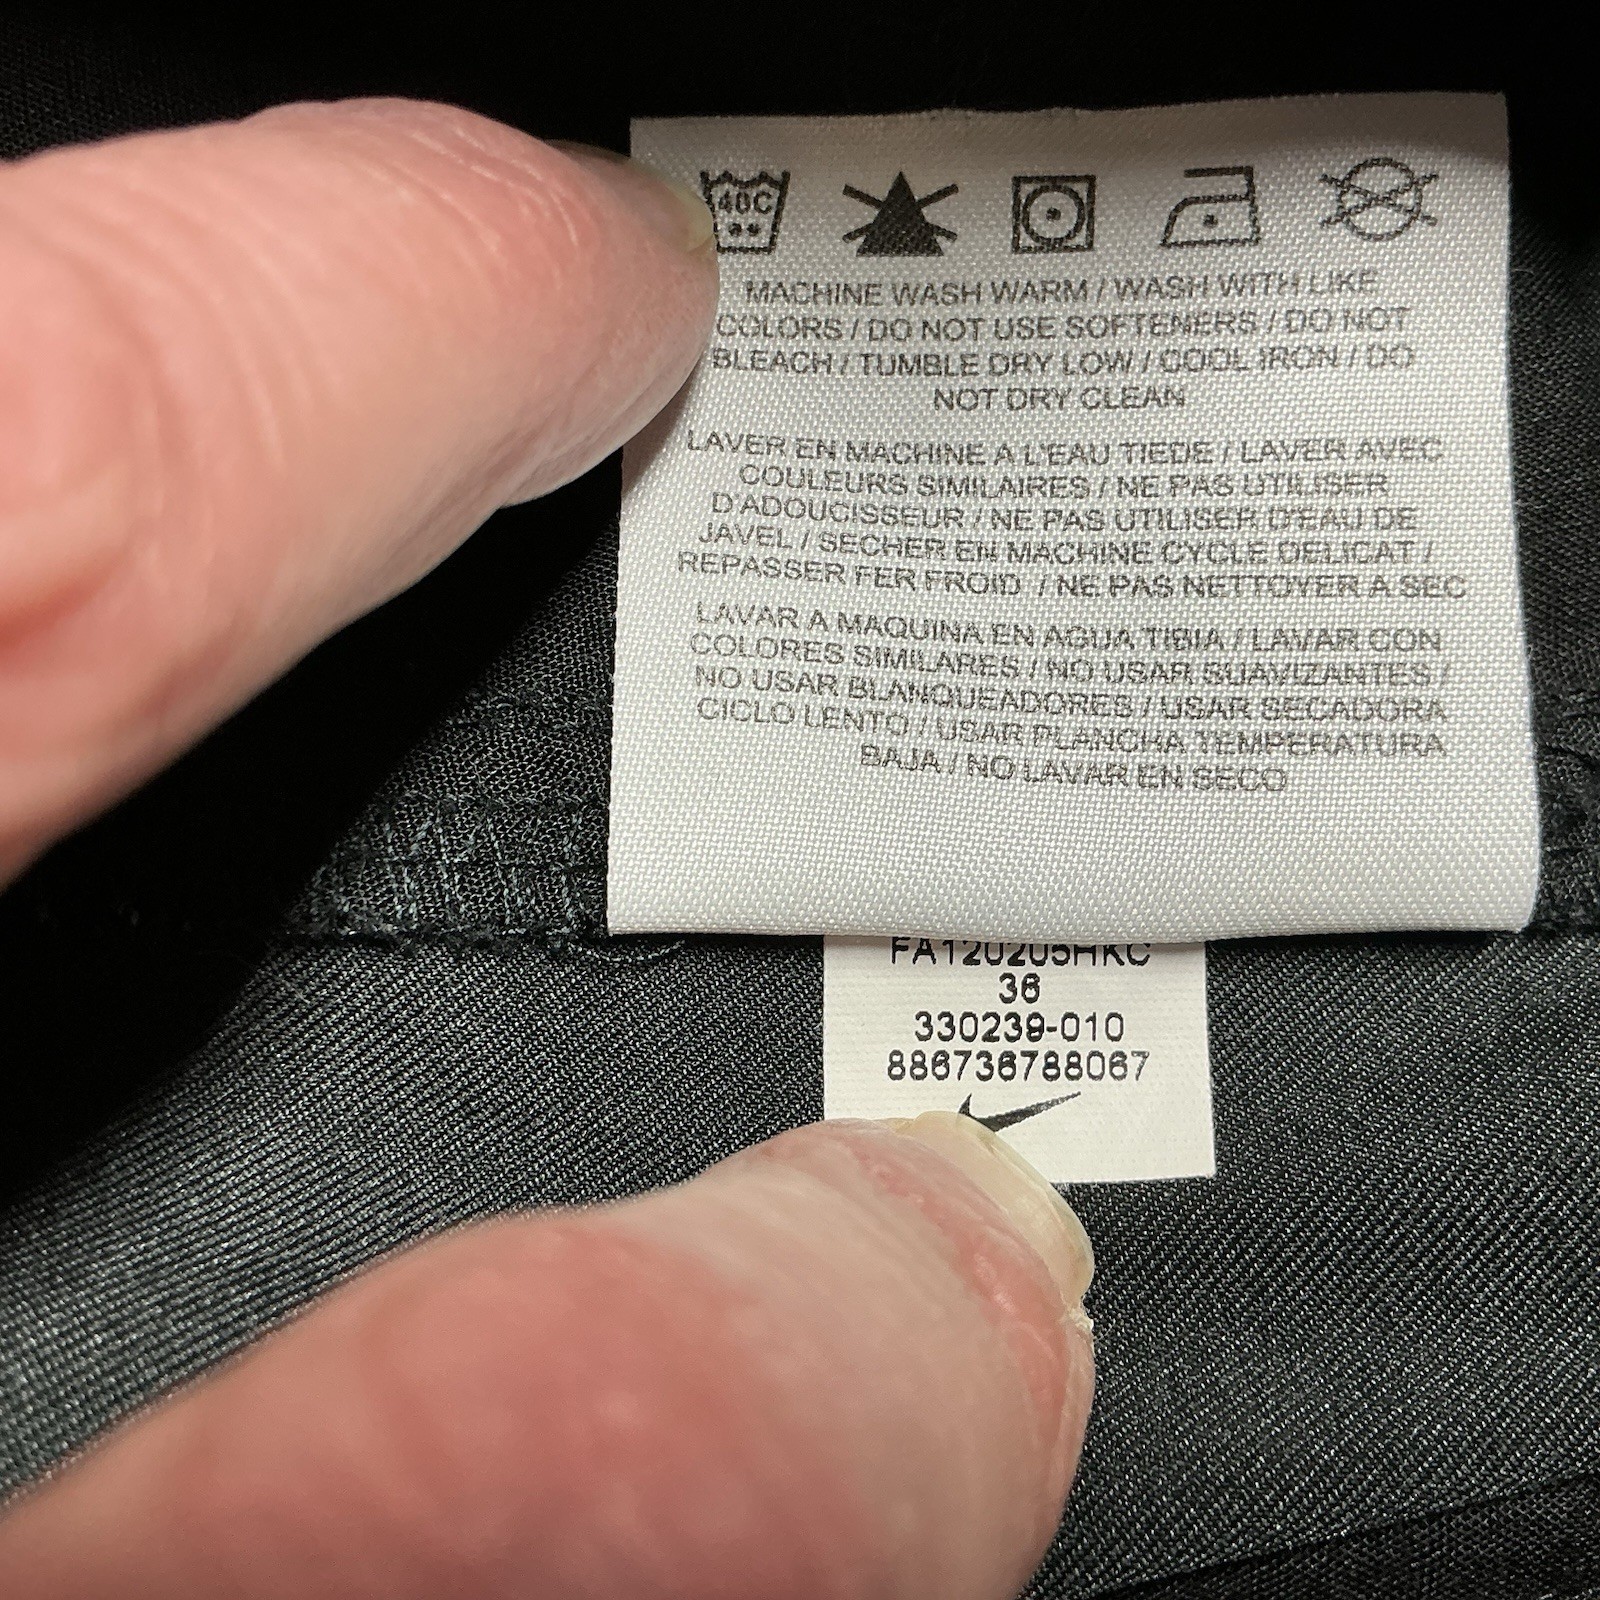 40C
MACHINE WASH WARM / WASH WITH LIKE
COLORS / DO NOT USE SOFTENERS / DO NOT
BLEACH / TUMBLE DRY LOW / COOL IRON / DO
NOT DRY CLEAN
LAVER EN MACHINE A L'EAU TIEDE / LAVER AVEC
COULEURS SIMILAIRES / NE PAS UTILISER
D'ADOUCISSEUR / NE PAS UTILISER D'EAU DE
JAVEL / SECHER EN MACHINE CYCLE DELICAT /
REPASSER FER FROID / NE PAS NETTOYER A SEC
LAVAR A MAQUINA EN AGUA TIBIA / LAVAR CON
COLORES SIMILARES / NO USAR SUAVIZANTES /
NO USAR BLANQUEADORES / USAR SECADORA
CICLO LENTO / USAR PLANCHA TEMPERATURA
BAJA / NO LAVAR EN SECO
FA120205HKC
36
330239-010
886736788067